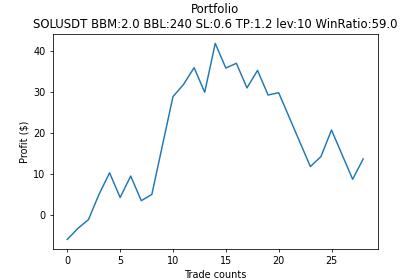 Portfolio
SOLUSDT BBM:2.0 BBL:240 SL:0.6 TP:1.2 lev:10 WinRatio:59.0
Profit ($)
40
30
20
10
0
0 5 10 15 20 25
Trade counts